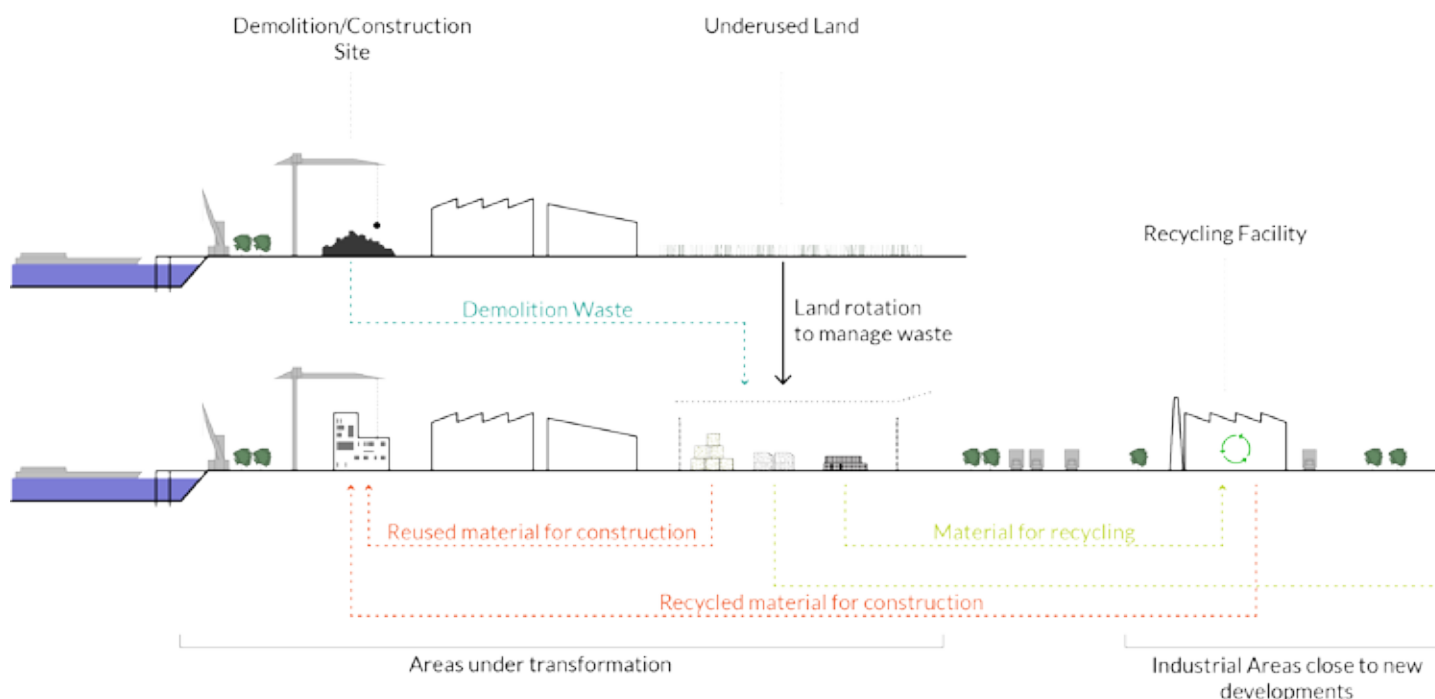 Demolition/Construction
Site
Underused Land
Recycling Facility
Demolition Waste
Land rotation
to manage waste
Reused material for construction
Material for recycling
Recycled material for construction
Areas under transformation
Industrial Areas close to new
developments